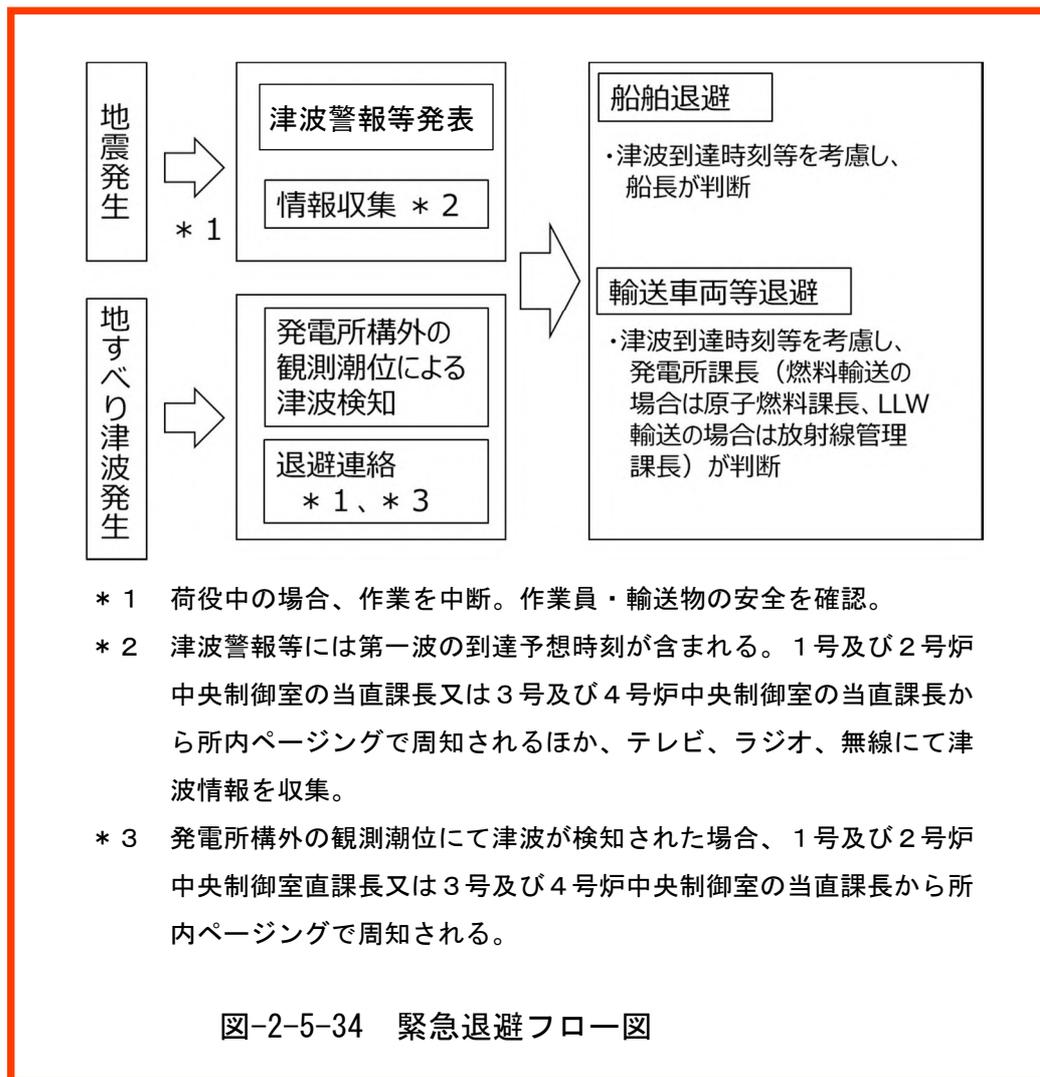 地震発生
＊１
津波警報等発表
情報収集 ＊２
地すべり津波発生
発電所構外の
観測潮位による
津波検知
退避連絡
＊１、＊３
船舶退避
・津波到達時刻等を考慮し、
船長が判断
輸送車両等退避
・津波到達時刻等を考慮し、
発電所課長（燃料輸送の
場合は原子燃料課長、LLW
輸送の場合は放射線管理
課長）が判断
＊１　荷役中の場合、作業を中断。作業員・輸送物の安全を確認。
＊２　津波警報等には第一波の到達予想時刻が含まれる。１号及び２号炉
中央制御室の当直課長又は３号及び４号炉中央制御室の当直課長か
ら所内ページングで周知されるほか、テレビ、ラジオ、無線にて津
波情報を収集。
＊３　発電所構外の観測潮位にて津波が検知された場合、１号及び２号炉
中央制御室直課長又は３号及び４号炉中央制御室の当直課長から所
内ページングで周知される。
図-2-5-34　緊急退避フロー図